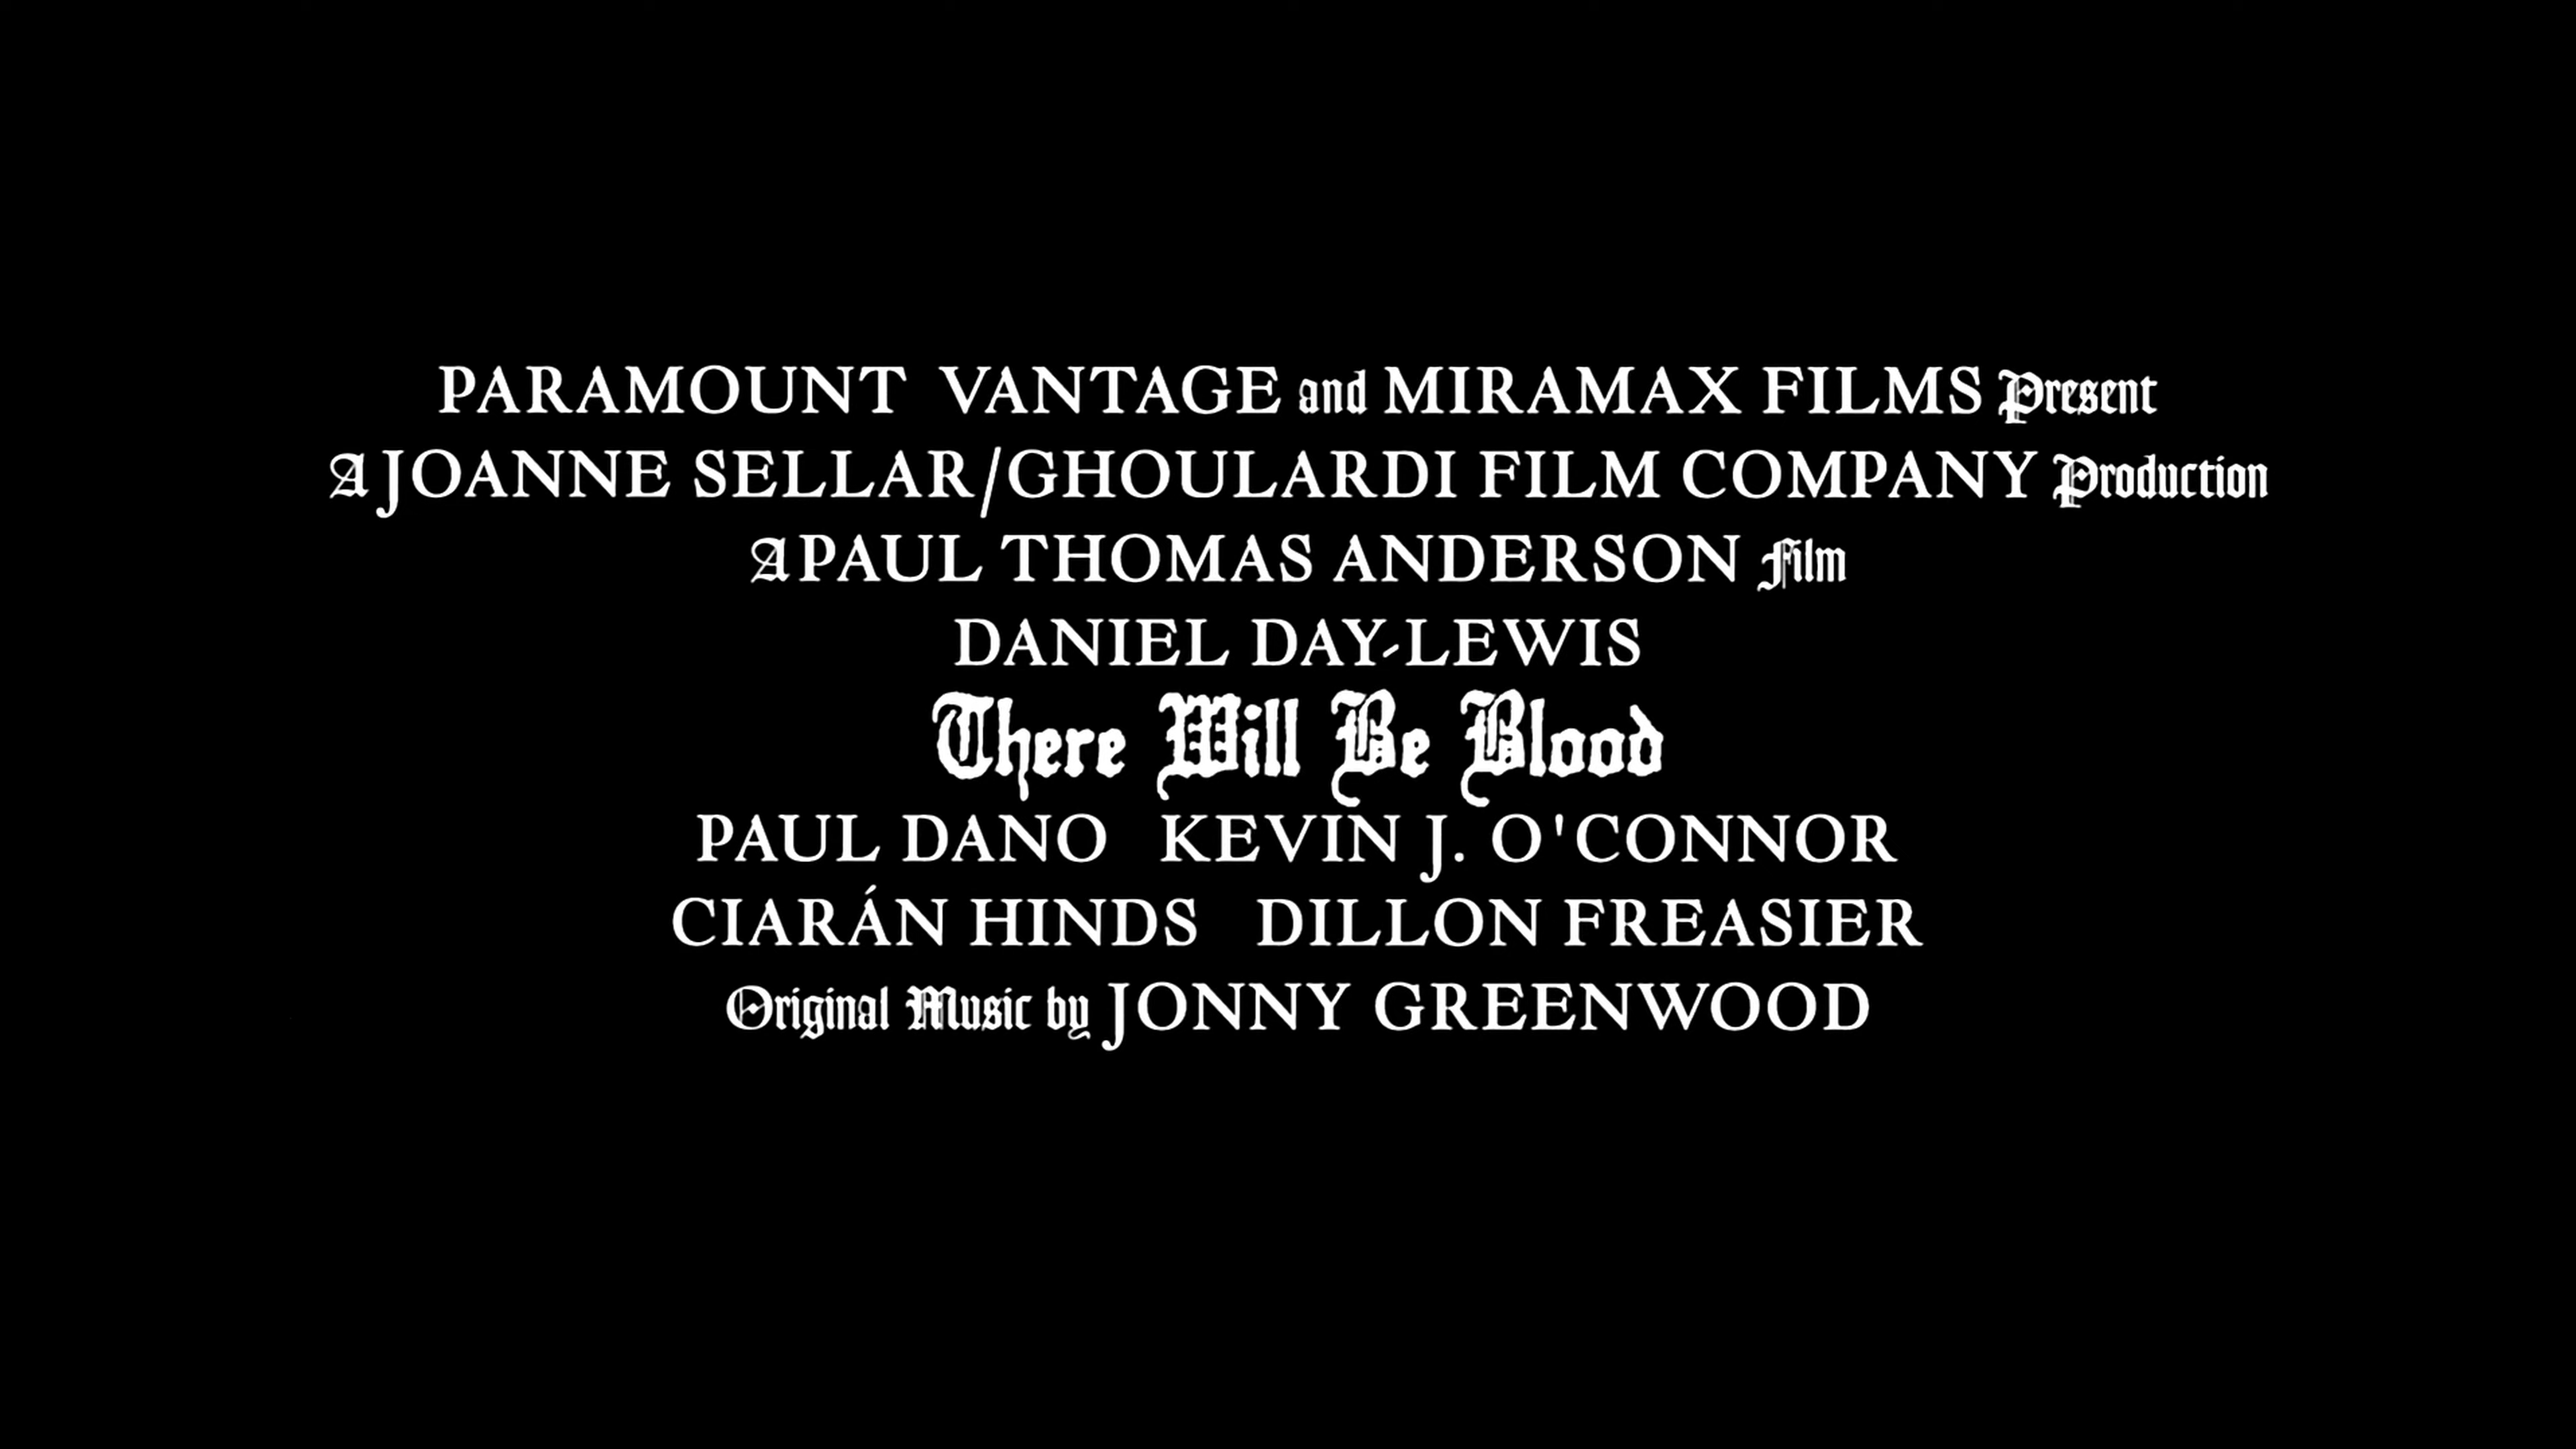 PARAMOUNT VANTAGE and MIRAMAX FILMS Present
A JOANNE SELLAR/GHOULARDI FILM COMPANY Production
A PAUL THOMAS ANDERSON Film
DANIEL DAY-LEWIS
There Will Be Blood
PAUL DANO KEVIN J. O'CONNOR
CIARÁN HINDS DILLON FREASIER
Original Music by JONNY GREENWOOD